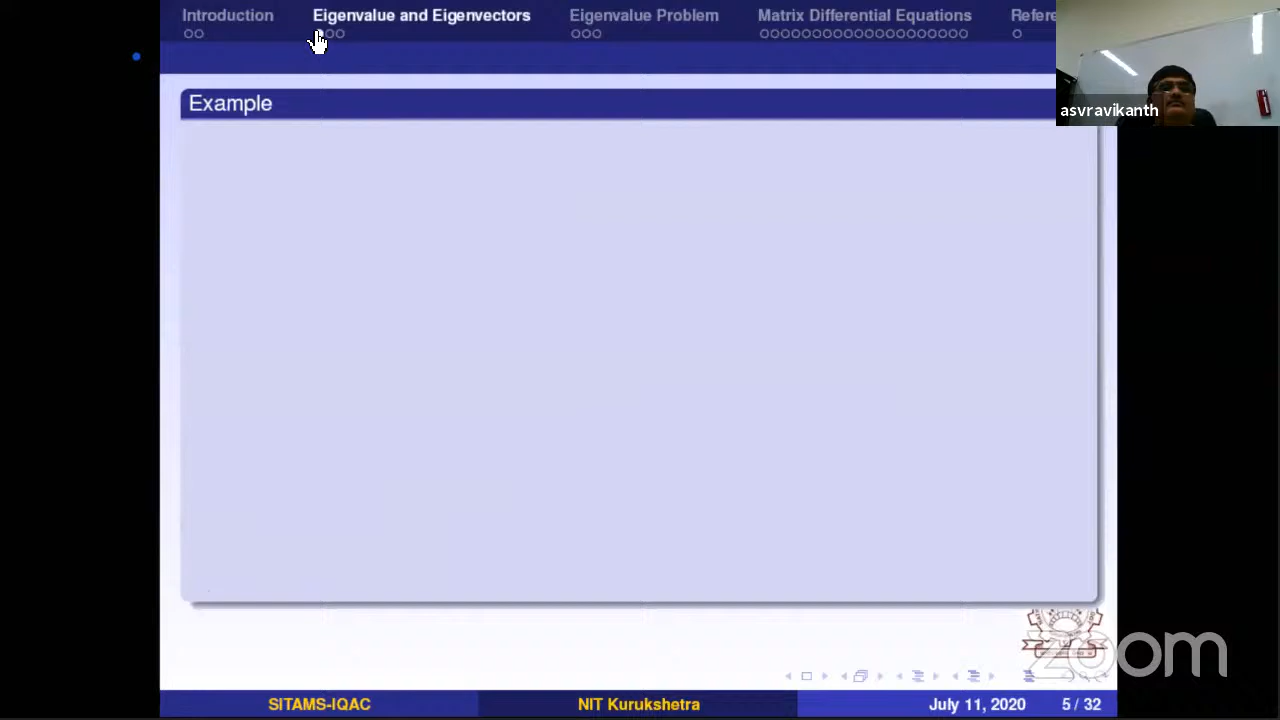 Introduction Eigenvalue and Eigenvectors Eigenvalue Problem Matrix Differential Equations Refere
asvravikanth
Example
zoom
SITAMS-IQAC NIT Kurukshetra July 11, 2020 5 / 32